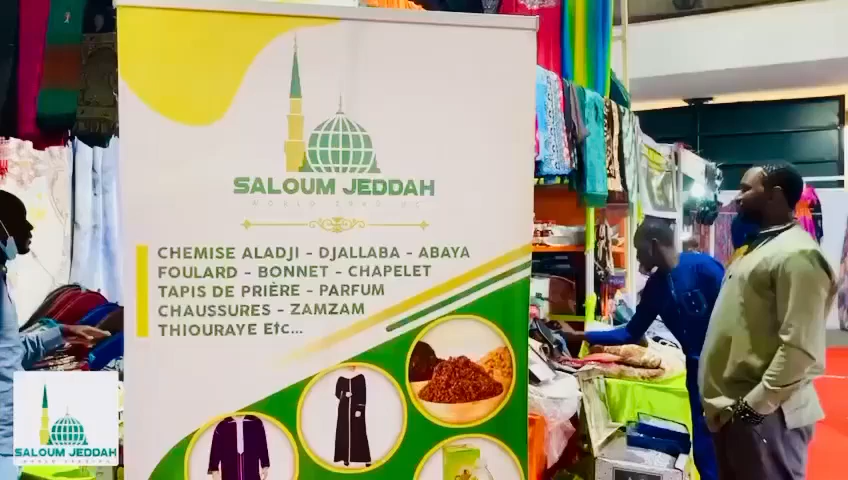 SALOUM JEDDAH
CHEMISE ALADJI - DJALLABA - ABAYA
FOULARD - BONNET - CHAPELET
TAPIS DE PRIÈRE - PARFUM
CHAUSSURES - ZAMZAM
THIOURAYE Etc...
SALOUM JEDDAH